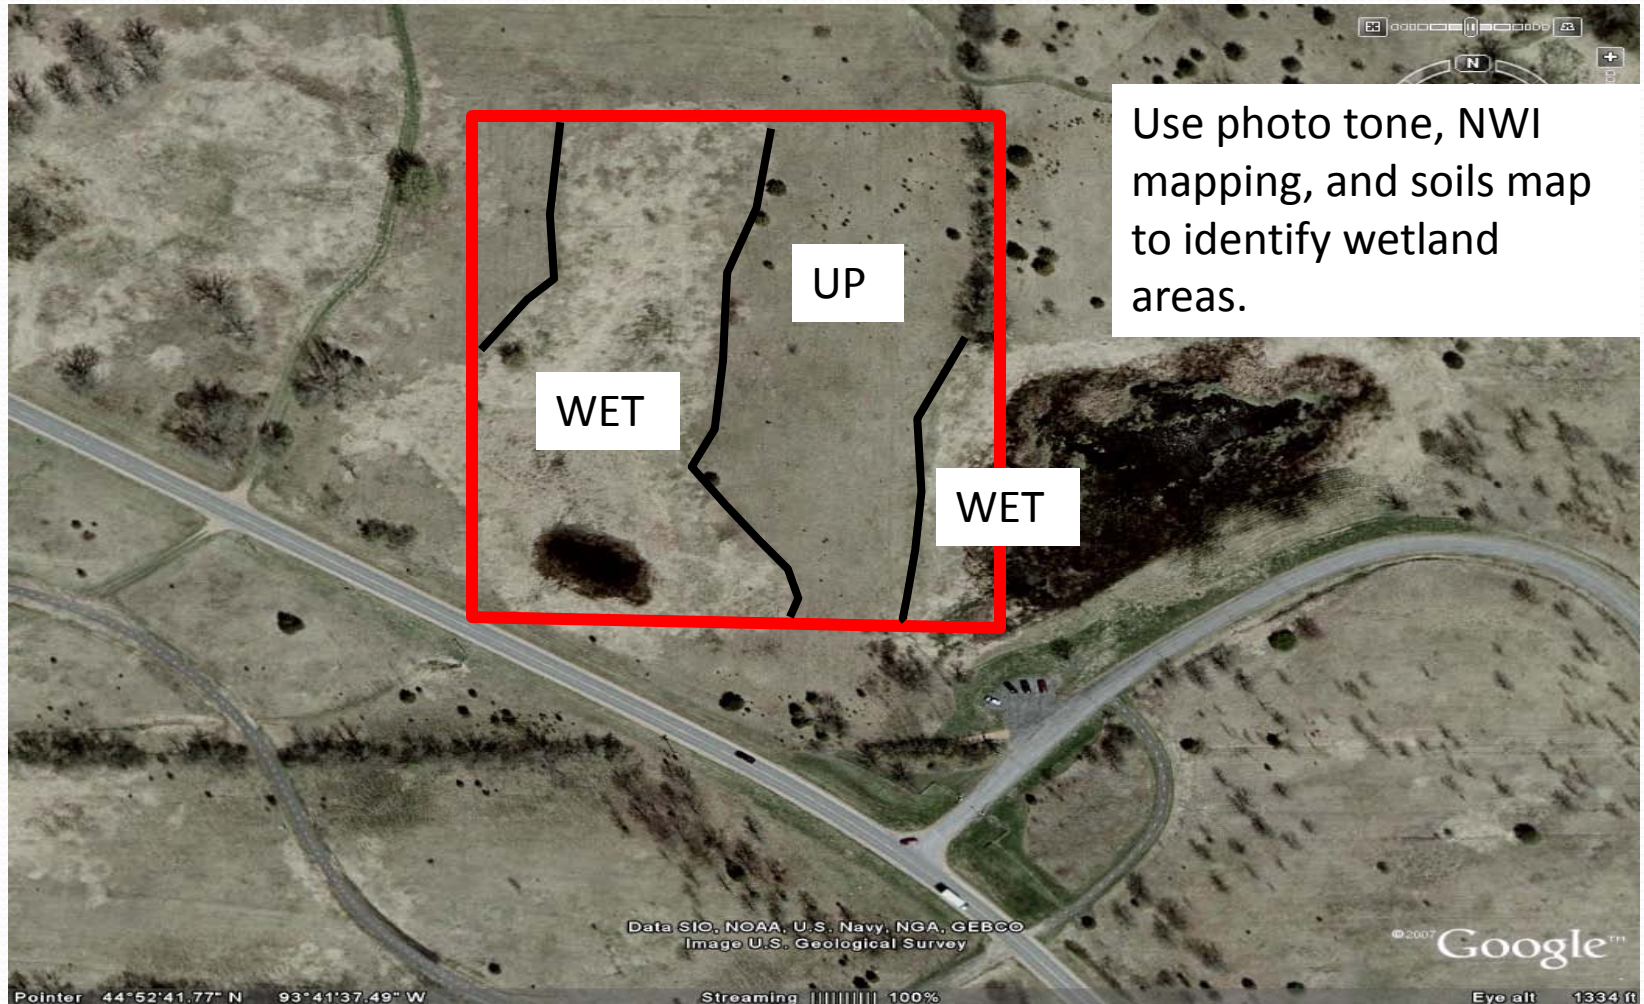 N
Use photo tone, NWI
mapping, and soils map
to identify wetland
areas.
UP
WET
WET
Data SIO, NOAA, U.S. Navy, NGA, GEBCO
Image U.S. Geological Survey
©2007 Google™
Pointer 44°52'41.77" N 93°41'37.49" W Streaming ||||||||| 100% Eye alt 1334 ft